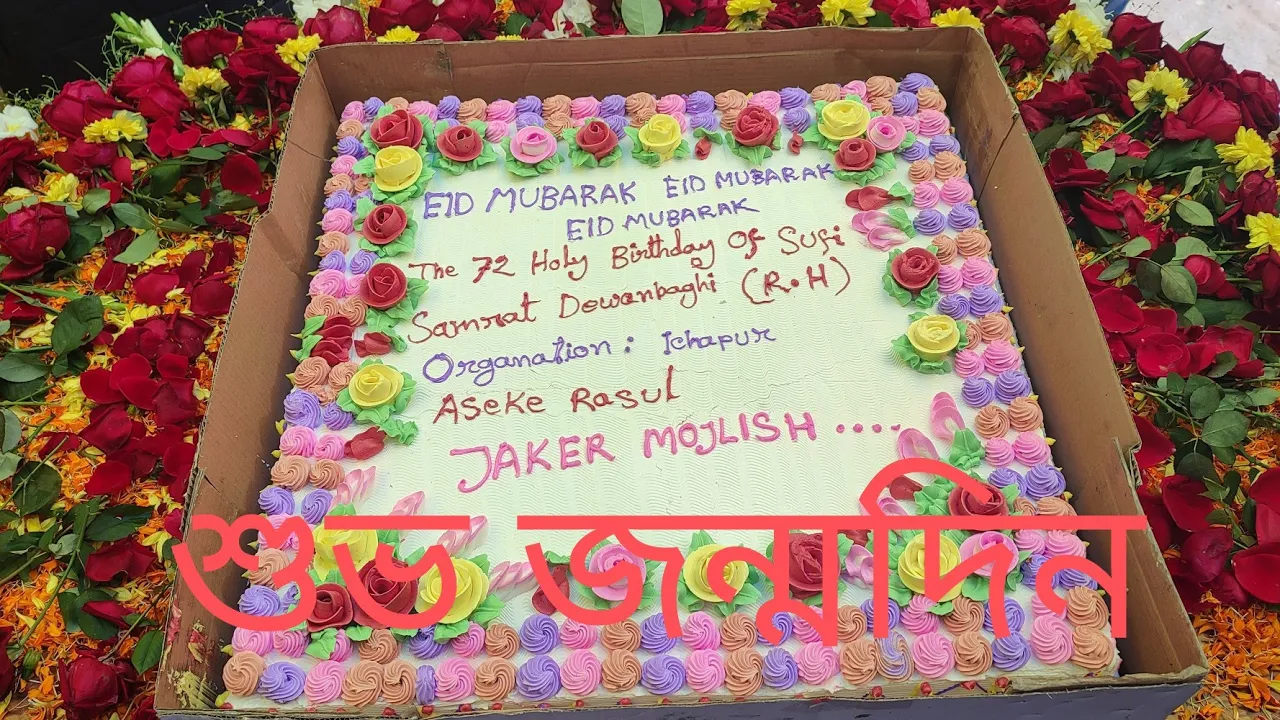 EID MUBARAK EID MUBARAK
EID MUBARAK
The 72 Holy Birthday Of Sufi
Samrat Dewanbaghi (R.H)
Organation: Ichapur
Aseke Rasul
JAKER MOJLISH ....
শুভ জন্মদিন